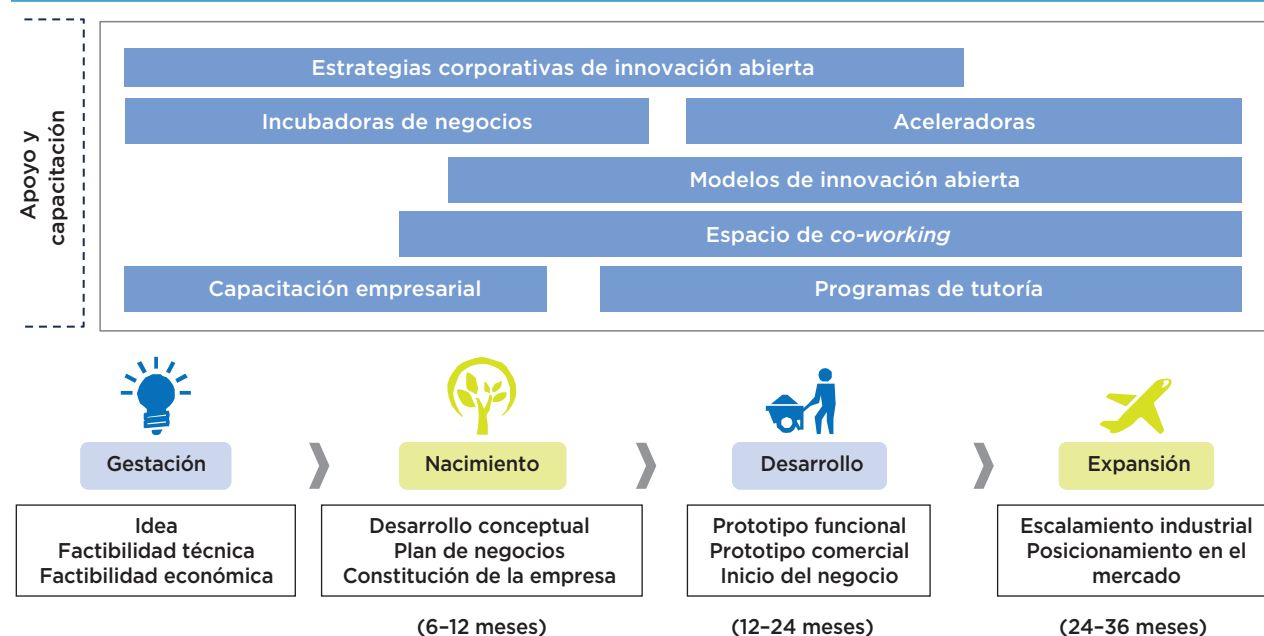 Apoyo y
capacitación
Estrategias corporativas de innovación abierta
Incubadoras de negocios
Aceleradoras
Modelos de innovación abierta
Espacio de co-working
Capacitación empresarial
Programas de tutoría
Gestación
Nacimiento
Desarrollo
Expansión
Idea
Factibilidad técnica
Factibilidad económica
Desarrollo conceptual
Plan de negocios
Constitución de la empresa
Prototipo funcional
Prototipo comercial
Inicio del negocio
Escalamiento industrial
Posicionamiento en el
mercado
(6–12 meses)
(12–24 meses)
(24–36 meses)